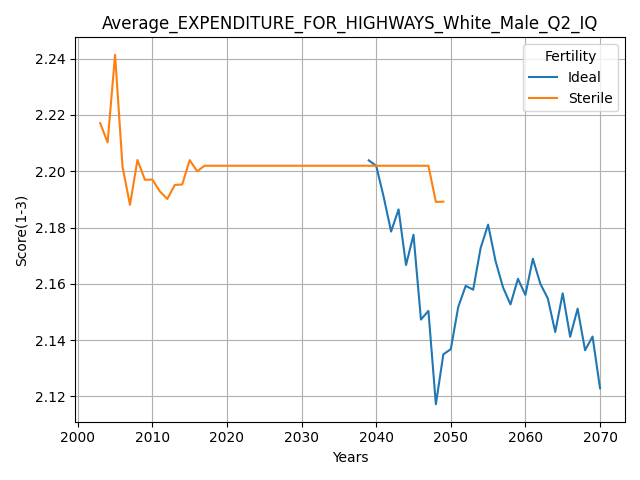 Average_EXPENDITURE_FOR_HIGHWAYS_White_Male_Q2_IQ
Fertility
Ideal
Sterile
Score(1-3)
2.24
2.22
2.20
2.18
2.16
2.14
2.12
2000 2010 2020 2030 2040 2050 2060 2070
Years